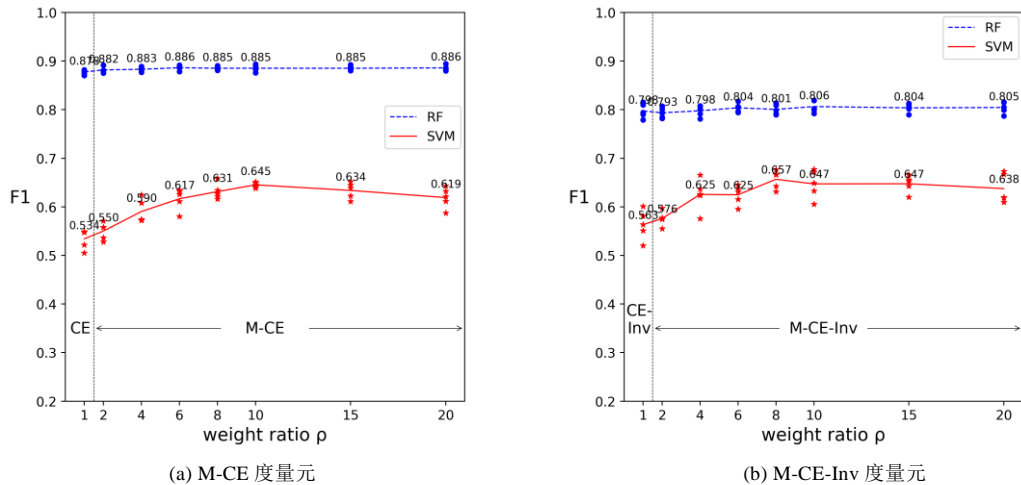 1.0
0.9
0.8
0.7
0.6
0.5
0.4
0.3
0.2
F1
0.878
0.882
0.883
0.886
0.885
0.885
0.885
0.886
RF
SVM
0.534
0.550
0.590
0.617
0.631
0.645
0.634
0.619
CE
M-CE
1 2 4 6 8 10 15 20
weight ratio ρ
(a) M-CE 度量元
1.0
0.9
0.8
0.7
0.6
0.5
0.4
0.3
0.2
F1
RF
SVM
0.798
0.793
0.798
0.804
0.801
0.806
0.804
0.805
0.563
0.576
0.625
0.625
0.657
0.647
0.647
0.638
CE-
Inv
M-CE-Inv
1 2 4 6 8 10 15 20
weight ratio ρ
(b) M-CE-Inv 度量元